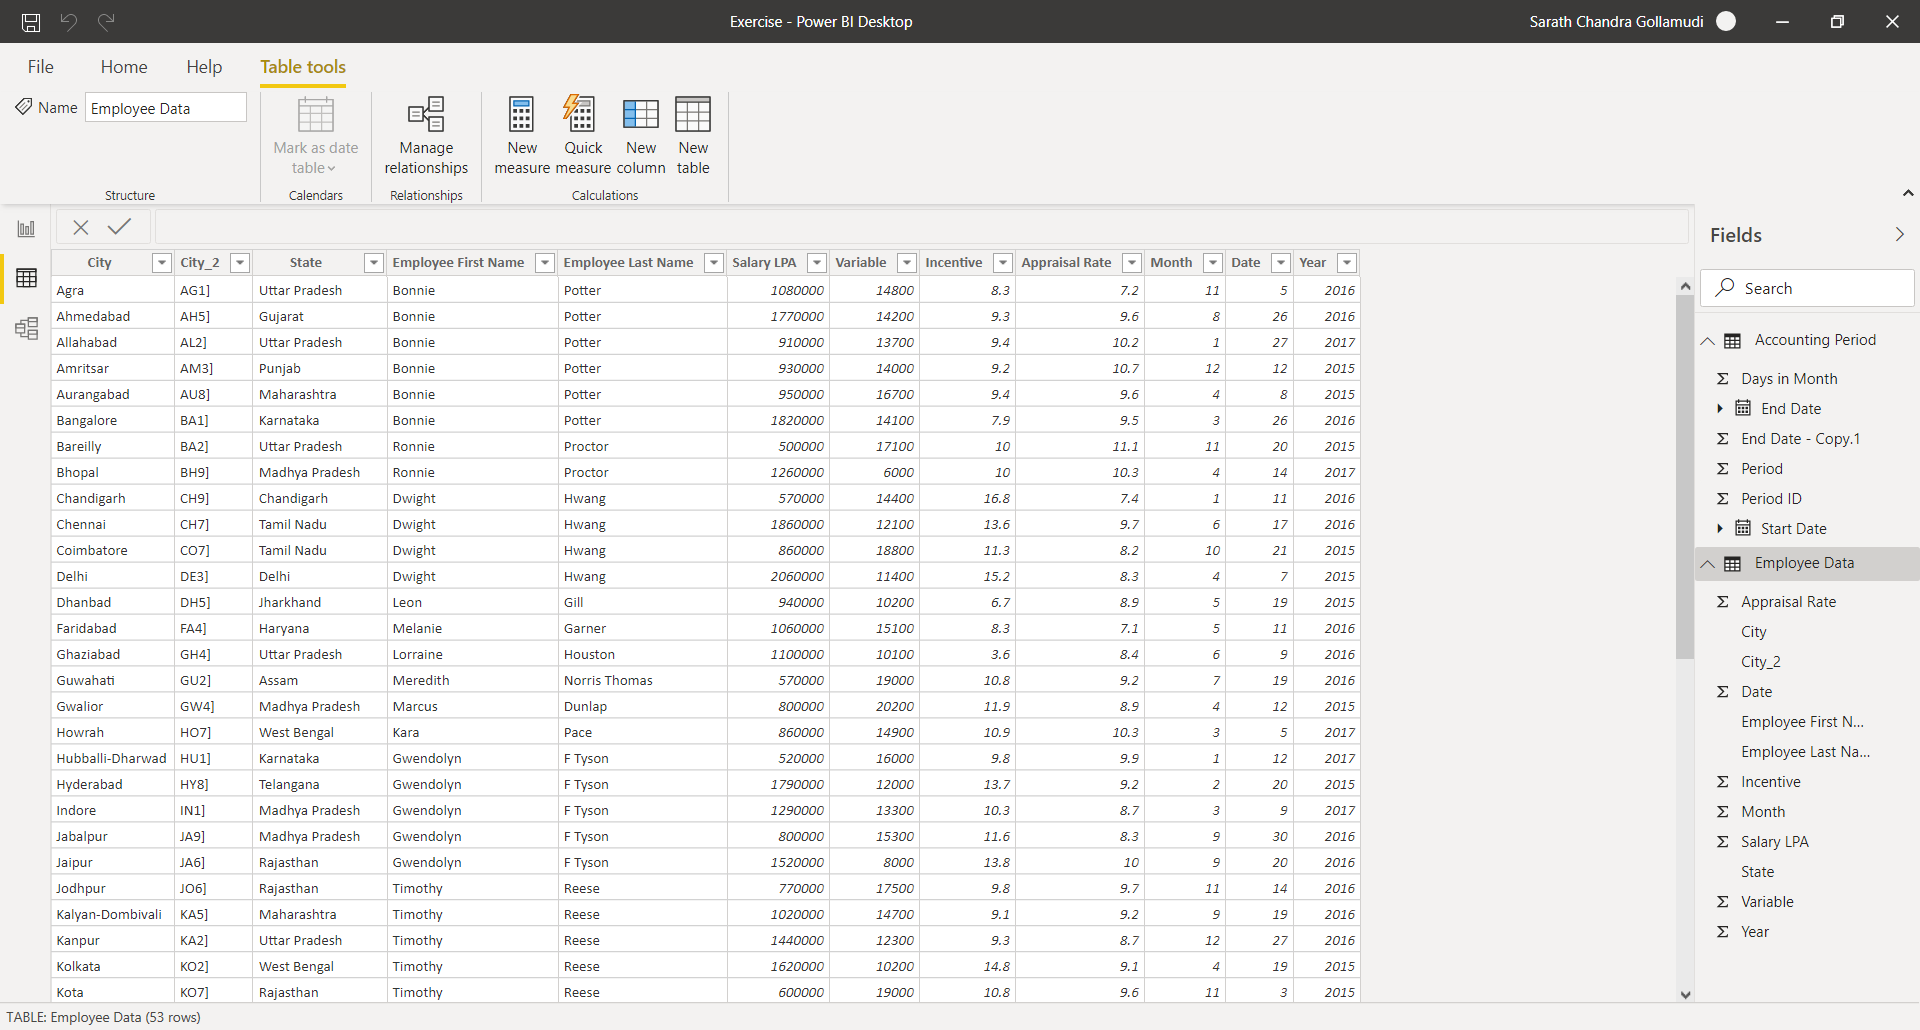 Exercise - Power BI Desktop
Sarath Chandra Gollamudi
File Home Help Table tools
Name Employee Data
Mark as date table
Manage relationships
New measure
Quick measure
New column
New table
Structure Calendars Relationships Calculations
City City_2 State Employee First Name Employee Last Name Salary LPA Variable Incentive Appraisal Rate Month Date Year
Agra AG1] Uttar Pradesh Bonnie Potter 1080000 14800 8.3 7.2 11 5 2016
Ahmedabad AH5] Gujarat Bonnie Potter 1770000 14200 9.3 9.6 8 26 2016
Allahabad AL2] Uttar Pradesh Bonnie Potter 910000 13700 9.4 10.2 1 27 2017
Amritsar AM3] Punjab Bonnie Potter 930000 14000 9.2 10.7 12 12 2015
Aurangabad AU8] Maharashtra Bonnie Potter 950000 16700 9.4 9.6 4 8 2015
Bangalore BA1] Karnataka Bonnie Potter 1820000 14100 7.9 9.5 3 26 2016
Bareilly BA2] Uttar Pradesh Ronnie Proctor 500000 17100 10 11.1 11 20 2015
Bhopal BH9] Madhya Pradesh Ronnie Proctor 1260000 6000 10 10.3 4 14 2017
Chandigarh CH9] Chandigarh Dwight Hwang 570000 14400 16.8 7.4 1 11 2016
Chennai CH7] Tamil Nadu Dwight Hwang 1860000 12100 13.6 9.7 6 17 2016
Coimbatore CO7] Tamil Nadu Dwight Hwang 860000 18800 11.3 8.2 10 21 2015
Delhi DE3] Delhi Dwight Hwang 2060000 11400 15.2 8.3 4 7 2015
Dhanbad DH5] Jharkhand Leon Gill 940000 10200 6.7 8.9 5 19 2015
Faridabad FA4] Haryana Melanie Garner 1060000 15100 8.3 7.1 5 11 2016
Ghaziabad GH4] Uttar Pradesh Lorraine Houston 1100000 10100 3.6 8.4 6 9 2016
Guwahati GU2] Assam Meredith Norris Thomas 570000 19000 10.8 9.2 7 19 2016
Gwalior GW4] Madhya Pradesh Marcus Dunlap 800000 20200 11.9 8.9 4 12 2015
Howrah HO7] West Bengal Kara Pace 860000 14900 10.9 10.3 3 5 2017
Hubballi-Dharwad HU1] Karnataka Gwendolyn F Tyson 520000 16000 9.8 9.9 1 12 2017
Hyderabad HY8] Telangana Gwendolyn F Tyson 1790000 12000 13.7 9.2 2 20 2015
Indore IN1] Madhya Pradesh Gwendolyn F Tyson 1290000 13300 10.3 8.7 3 9 2017
Jabalpur JA9] Madhya Pradesh Gwendolyn F Tyson 800000 15300 11.6 8.3 9 30 2016
Jaipur JA6] Rajasthan Gwendolyn F Tyson 1520000 8000 13.8 10 9 20 2016
Jodhpur JO6] Rajasthan Timothy Reese 770000 17500 9.8 9.7 11 14 2016
Kalyan-Dombivali KA5] Maharashtra Timothy Reese 1020000 14700 9.1 9.2 9 19 2016
Kanpur KA2] Uttar Pradesh Timothy Reese 1440000 12300 9.3 8.7 12 27 2016
Kolkata KO2] West Bengal Timothy Reese 1620000 10200 14.8 9.1 4 19 2015
Kota KO7] Rajasthan Timothy Reese 600000 19000 10.8 9.6 11 3 2015
Fields
Search
Accounting Period
Days in Month
End Date
End Date - Copy.1
Period
Period ID
Start Date
Employee Data
Appraisal Rate
City
City_2
Date
Employee First N...
Employee Last Na...
Incentive
Month
Salary LPA
State
Variable
Year
TABLE: Employee Data (53 rows)